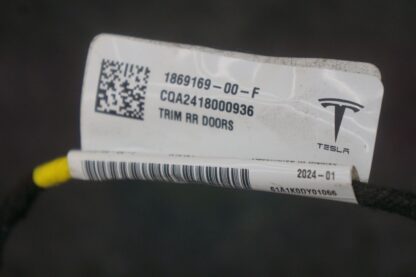 1869169-00-F
CQA2418000936
TRIM RR DOORS
TESLA
2024-01